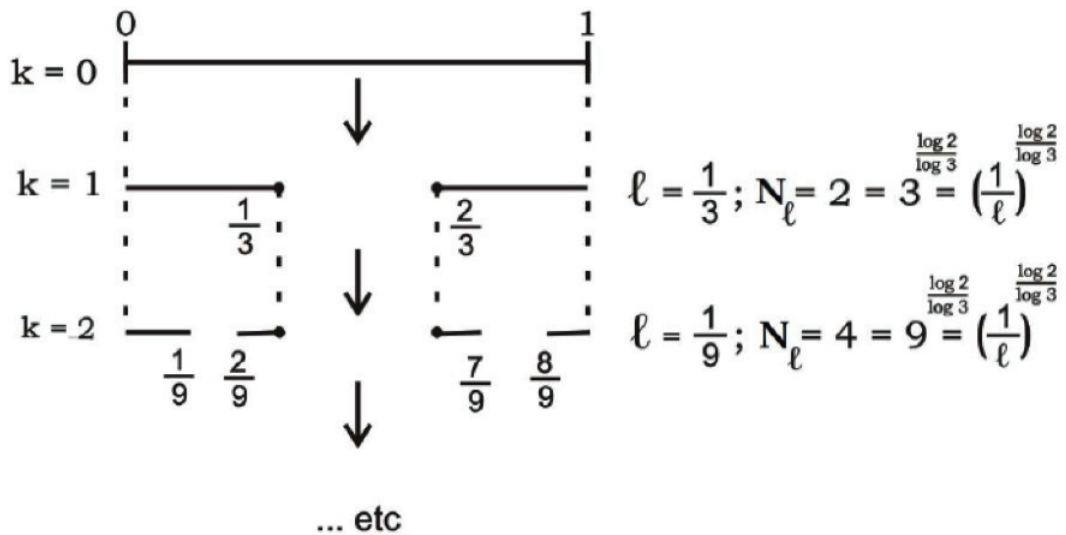 0 1
k = 0
k = 1
1/3 2/3
ℓ = 1/3 ; N_ℓ = 2 = 3^(log 2/log 3) = (1/ℓ)^(log 2/log 3)
k = 2
1/9 2/9 7/9 8/9
ℓ = 1/9 ; N_ℓ = 4 = 9^(log 2/log 3) = (1/ℓ)^(log 2/log 3)
... etc